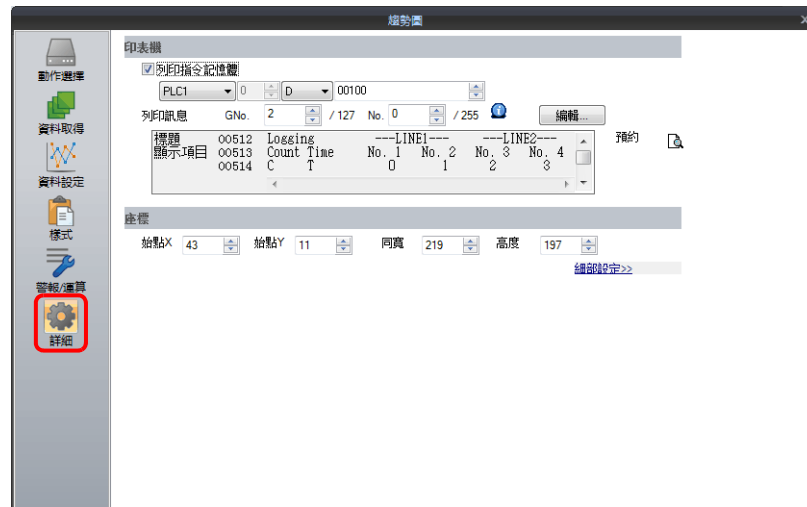 趨勢圖
動作選擇
資料取得
資料設定
樣式
警報/運算
詳細
印表機
列印指令記憶體
PLC1 0 D 00100
列印訊息 GNo. 2 / 127 No. 0 / 255 編輯...
標題 00512 Logging ---LINE1--- ---LINE2---
顯示項目 00513 Count Time No. 1 No. 2 No. 3 No. 4
00514 C T 0 1 2 3
預約
座標
始點X 43 始點Y 11 同寬 219 高度 197
細部設定>>